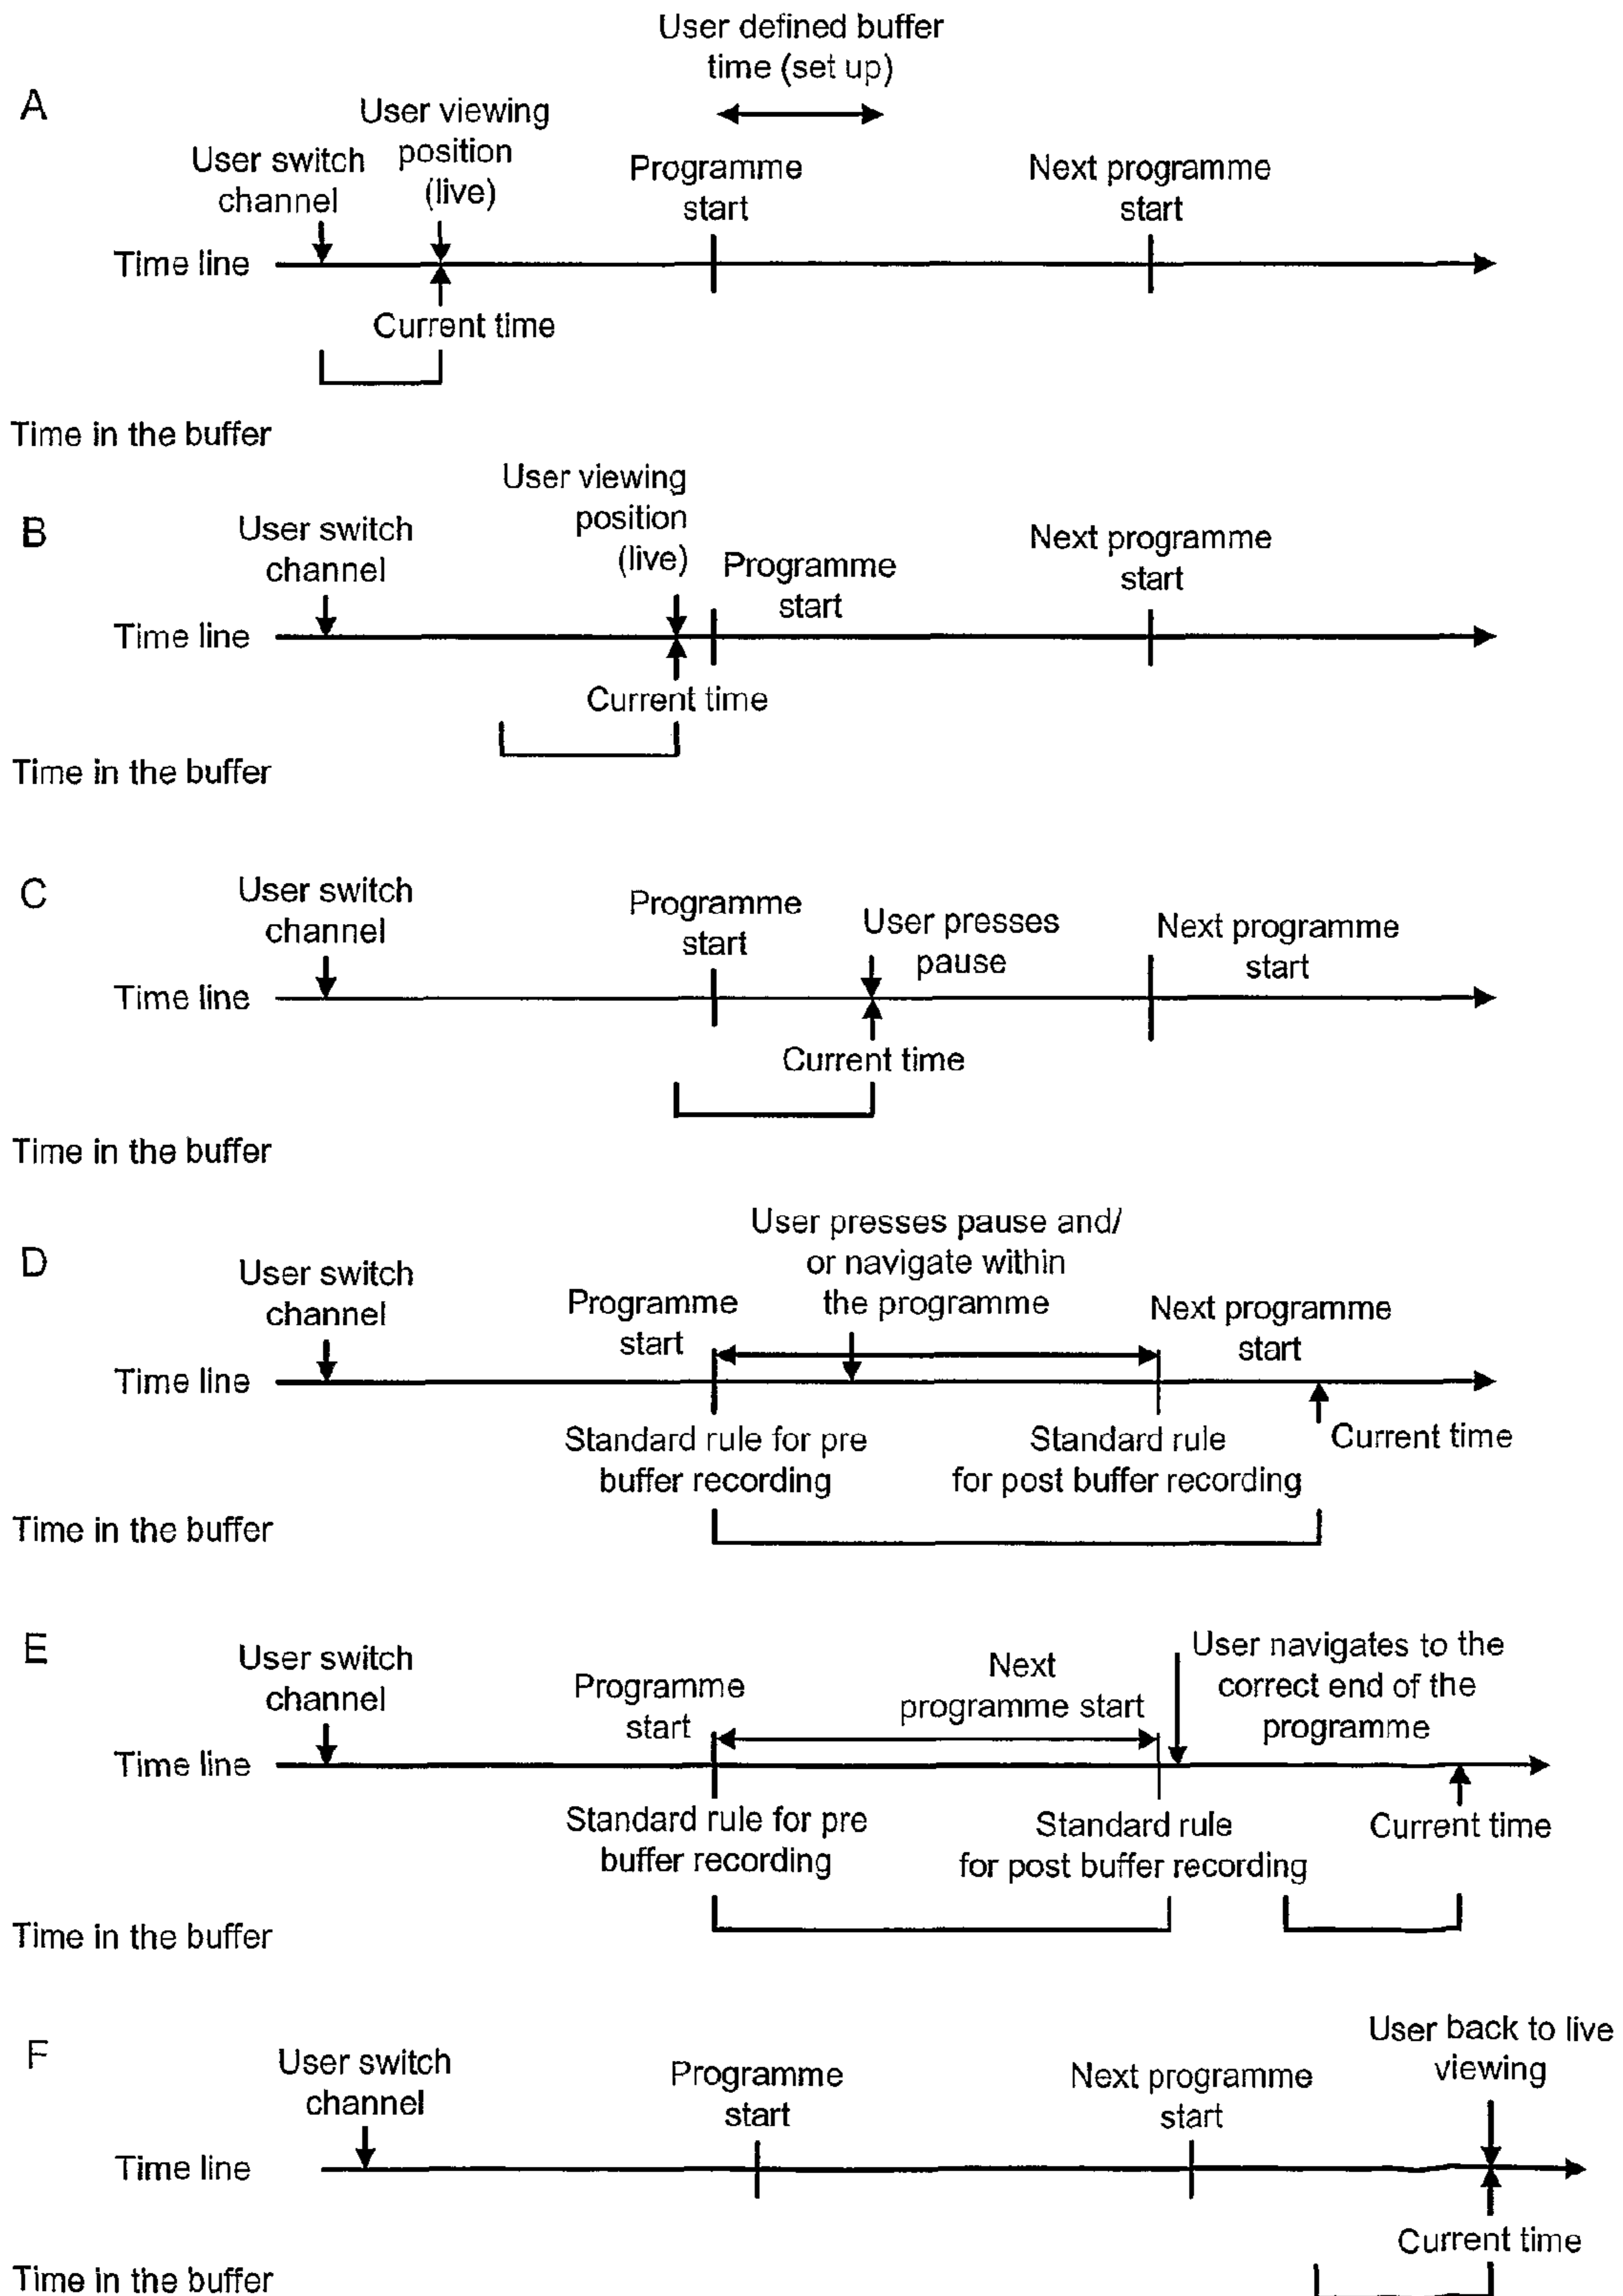 User defined buffer
time (set up)
A
User viewing
position
(live)
User switch
channel
Programme
start
Next programme
start
Time line
Current time
Time in the buffer
B
User viewing
position
(live)
User switch
channel
Programme
start
Next programme
start
Time line
Current time
Time in the buffer
C
User switch
channel
Programme
start
User presses
pause
Next programme
start
Time line
Current time
Time in the buffer
D
User presses pause and/
or navigate within
the programme
User switch
channel
Programme
start
Next programme
start
Time line
Standard rule for pre
buffer recording
Standard rule
for post buffer recording
Current time
Time in the buffer
E
User switch
channel
Programme
start
Next
programme start
User navigates to the
correct end of the
programme
Time line
Standard rule for pre
buffer recording
Standard rule
for post buffer recording
Current time
Time in the buffer
F
User switch
channel
Programme
start
Next programme
start
User back to live
viewing
Time line
Current time
Time in the buffer